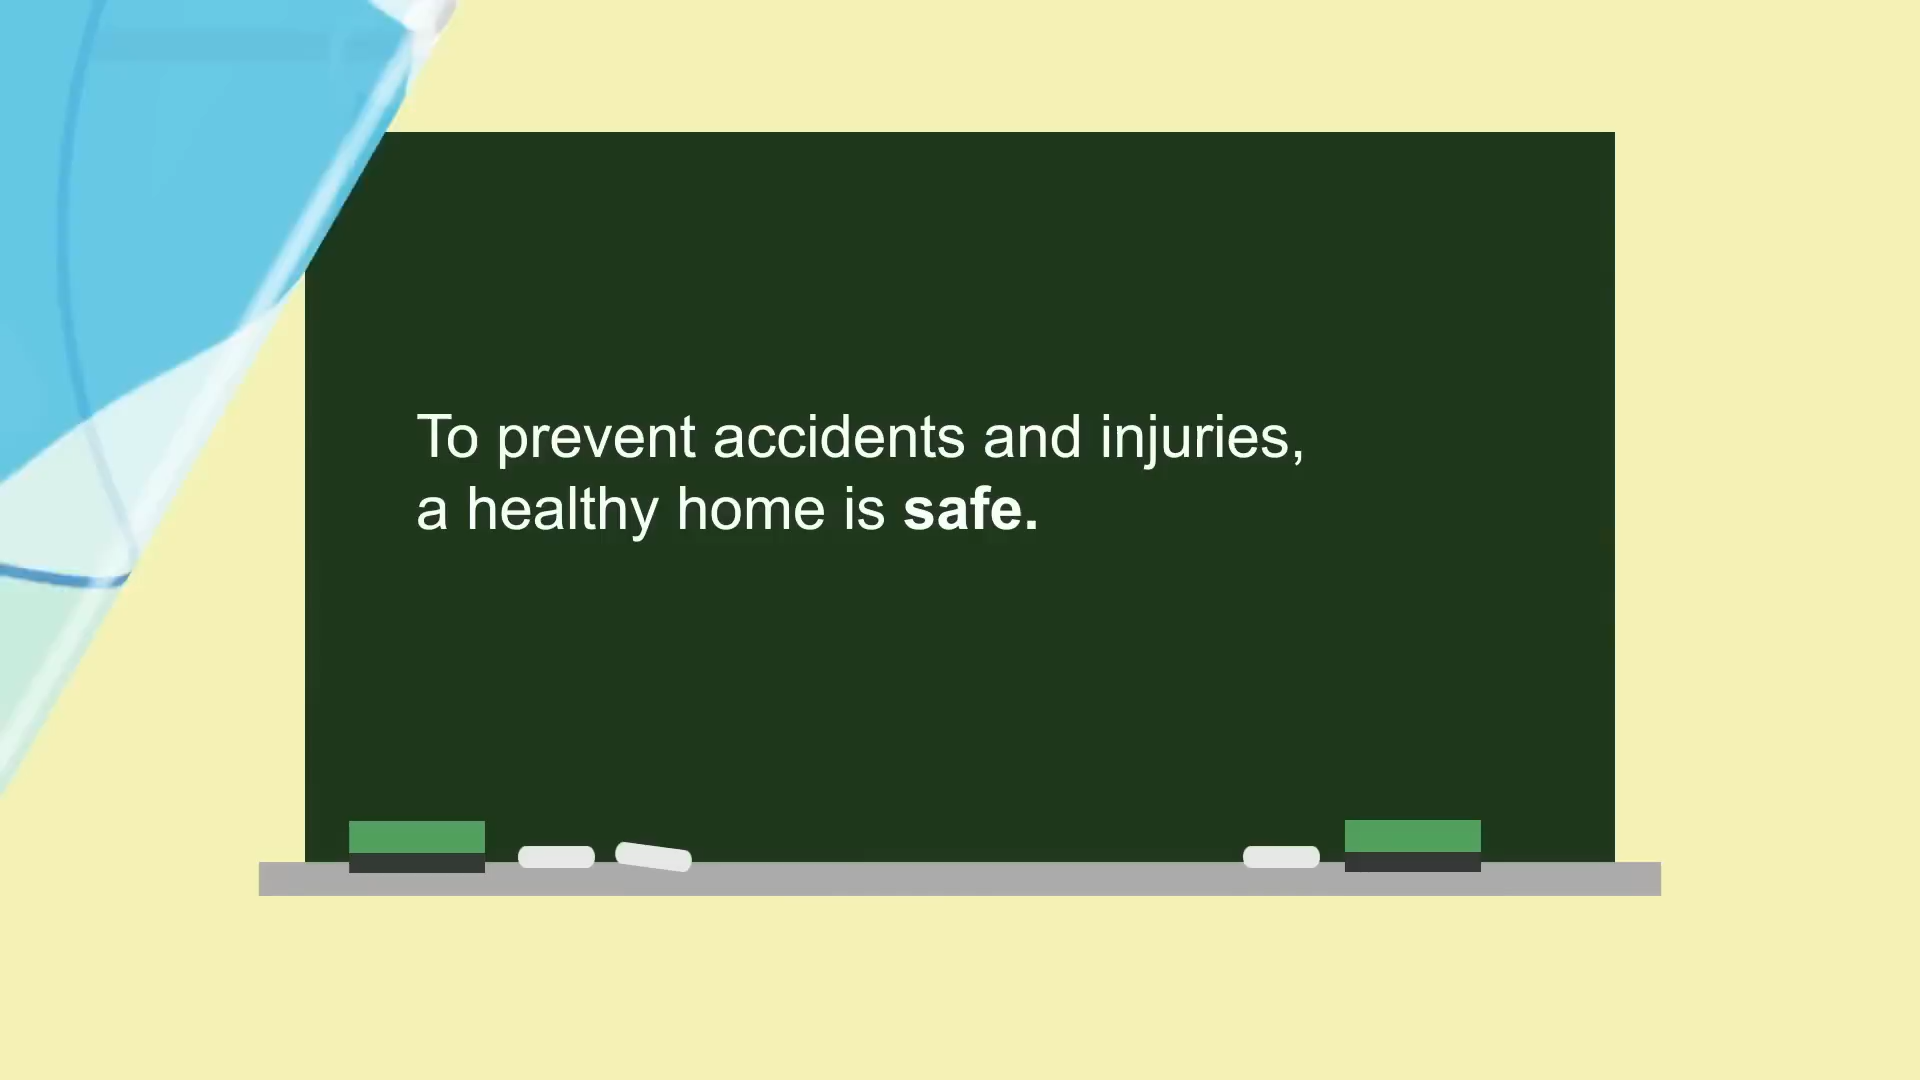 To prevent accidents and injuries,
a healthy home is safe.